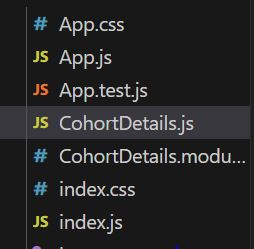 # App.css
JS App.js
JS App.test.js
JS CohortDetails.js
# CohortDetails.modu...
# index.css
JS index.js